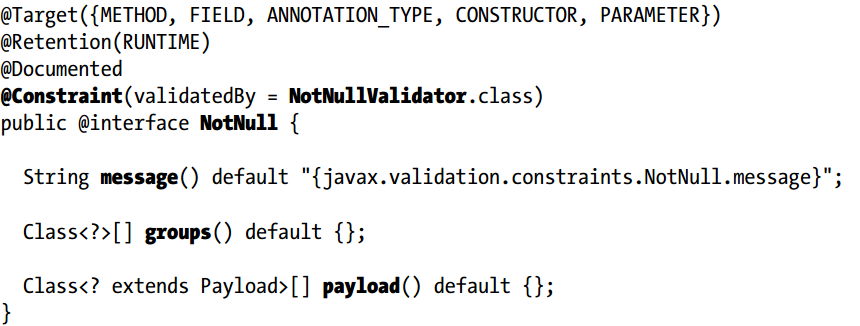 @Target({METHOD, FIELD, ANNOTATION_TYPE, CONSTRUCTOR, PARAMETER})
@Retention(RUNTIME)
@Documented
@Constraint(validatedBy = NotNullValidator.class)
public @interface NotNull {
String message() default "{javax.validation.constraints.NotNull.message}";
Class<?>[] groups() default {};
Class<? extends Payload>[] payload() default {};
}